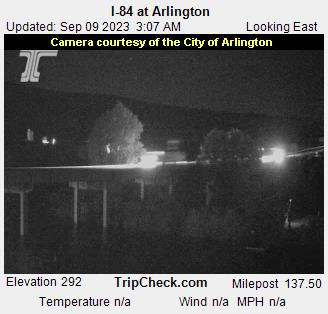 I-84 at Arlington
Updated: Sep 09 2023 3:07 AM Looking East
Camera courtesy of the City of Arlington
Elevation 292 TripCheck.com Milepost 137.50
Temperature n/a Wind n/a MPH n/a